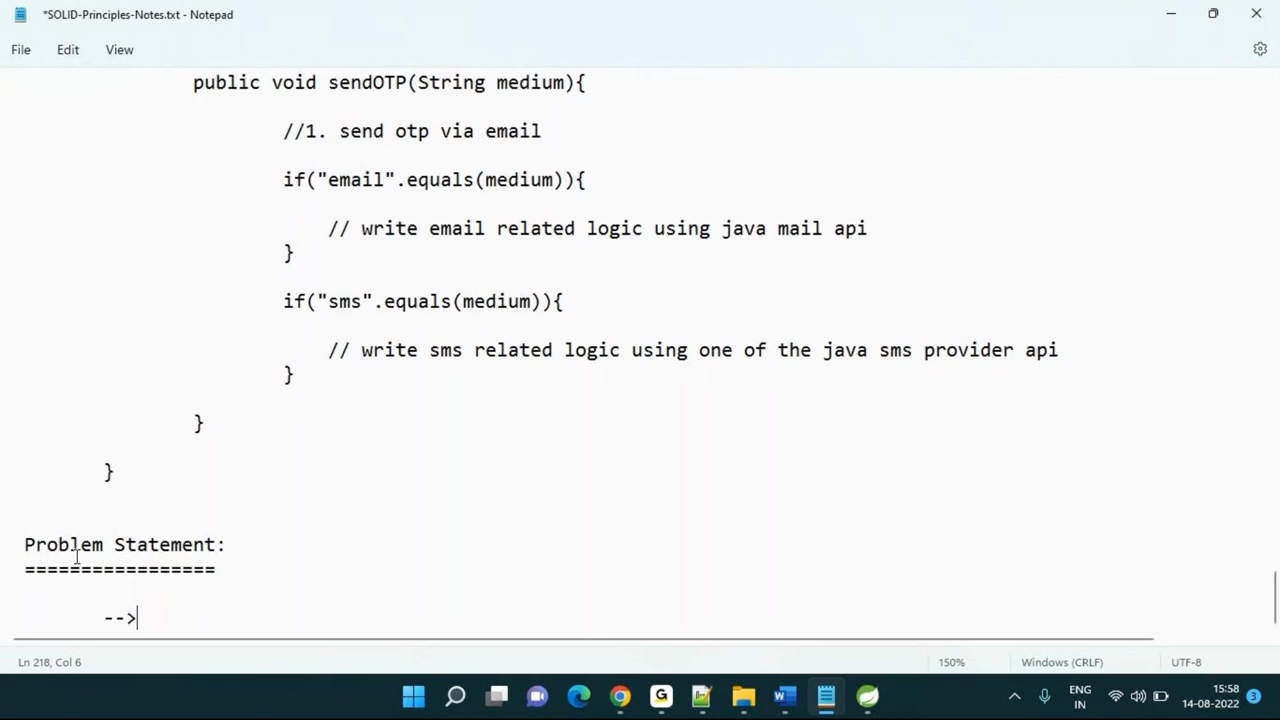 *SOLID-Principles-Notes.txt - Notepad
File Edit View
public void sendOTP(String medium){
//1. send otp via email
if("email".equals(medium)){
// write email related logic using java mail api
}
if("sms".equals(medium)){
// write sms related logic using one of the java sms provider api
}
}
}
Problem Statement:
=================
-->
Ln 218, Col 6 150% Windows (CRLF) UTF-8
G W ENG IN 15:58 14-08-2022 3